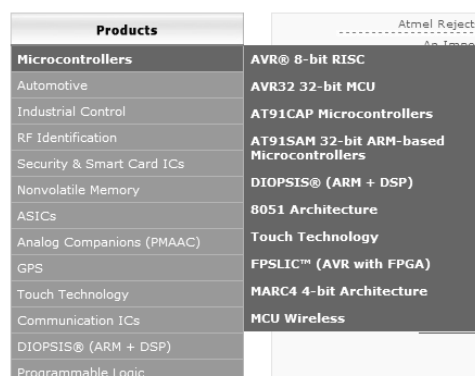 Products
Microcontrollers
Automotive
Industrial Control
RF Identification
Security & Smart Card ICs
Nonvolatile Memory
ASICs
Analog Companions (PMAAC)
GPS
Touch Technology
Communication ICs
DIOPSIS® (ARM + DSP)
Programmable Logic
AVR® 8-bit RISC
AVR32 32-bit MCU
AT91CAP Microcontrollers
AT91SAM 32-bit ARM-based
Microcontrollers
DIOPSIS® (ARM + DSP)
8051 Architecture
Touch Technology
FPSLIC™ (AVR with FPGA)
MARC4 4-bit Architecture
MCU Wireless
Atmel Reject